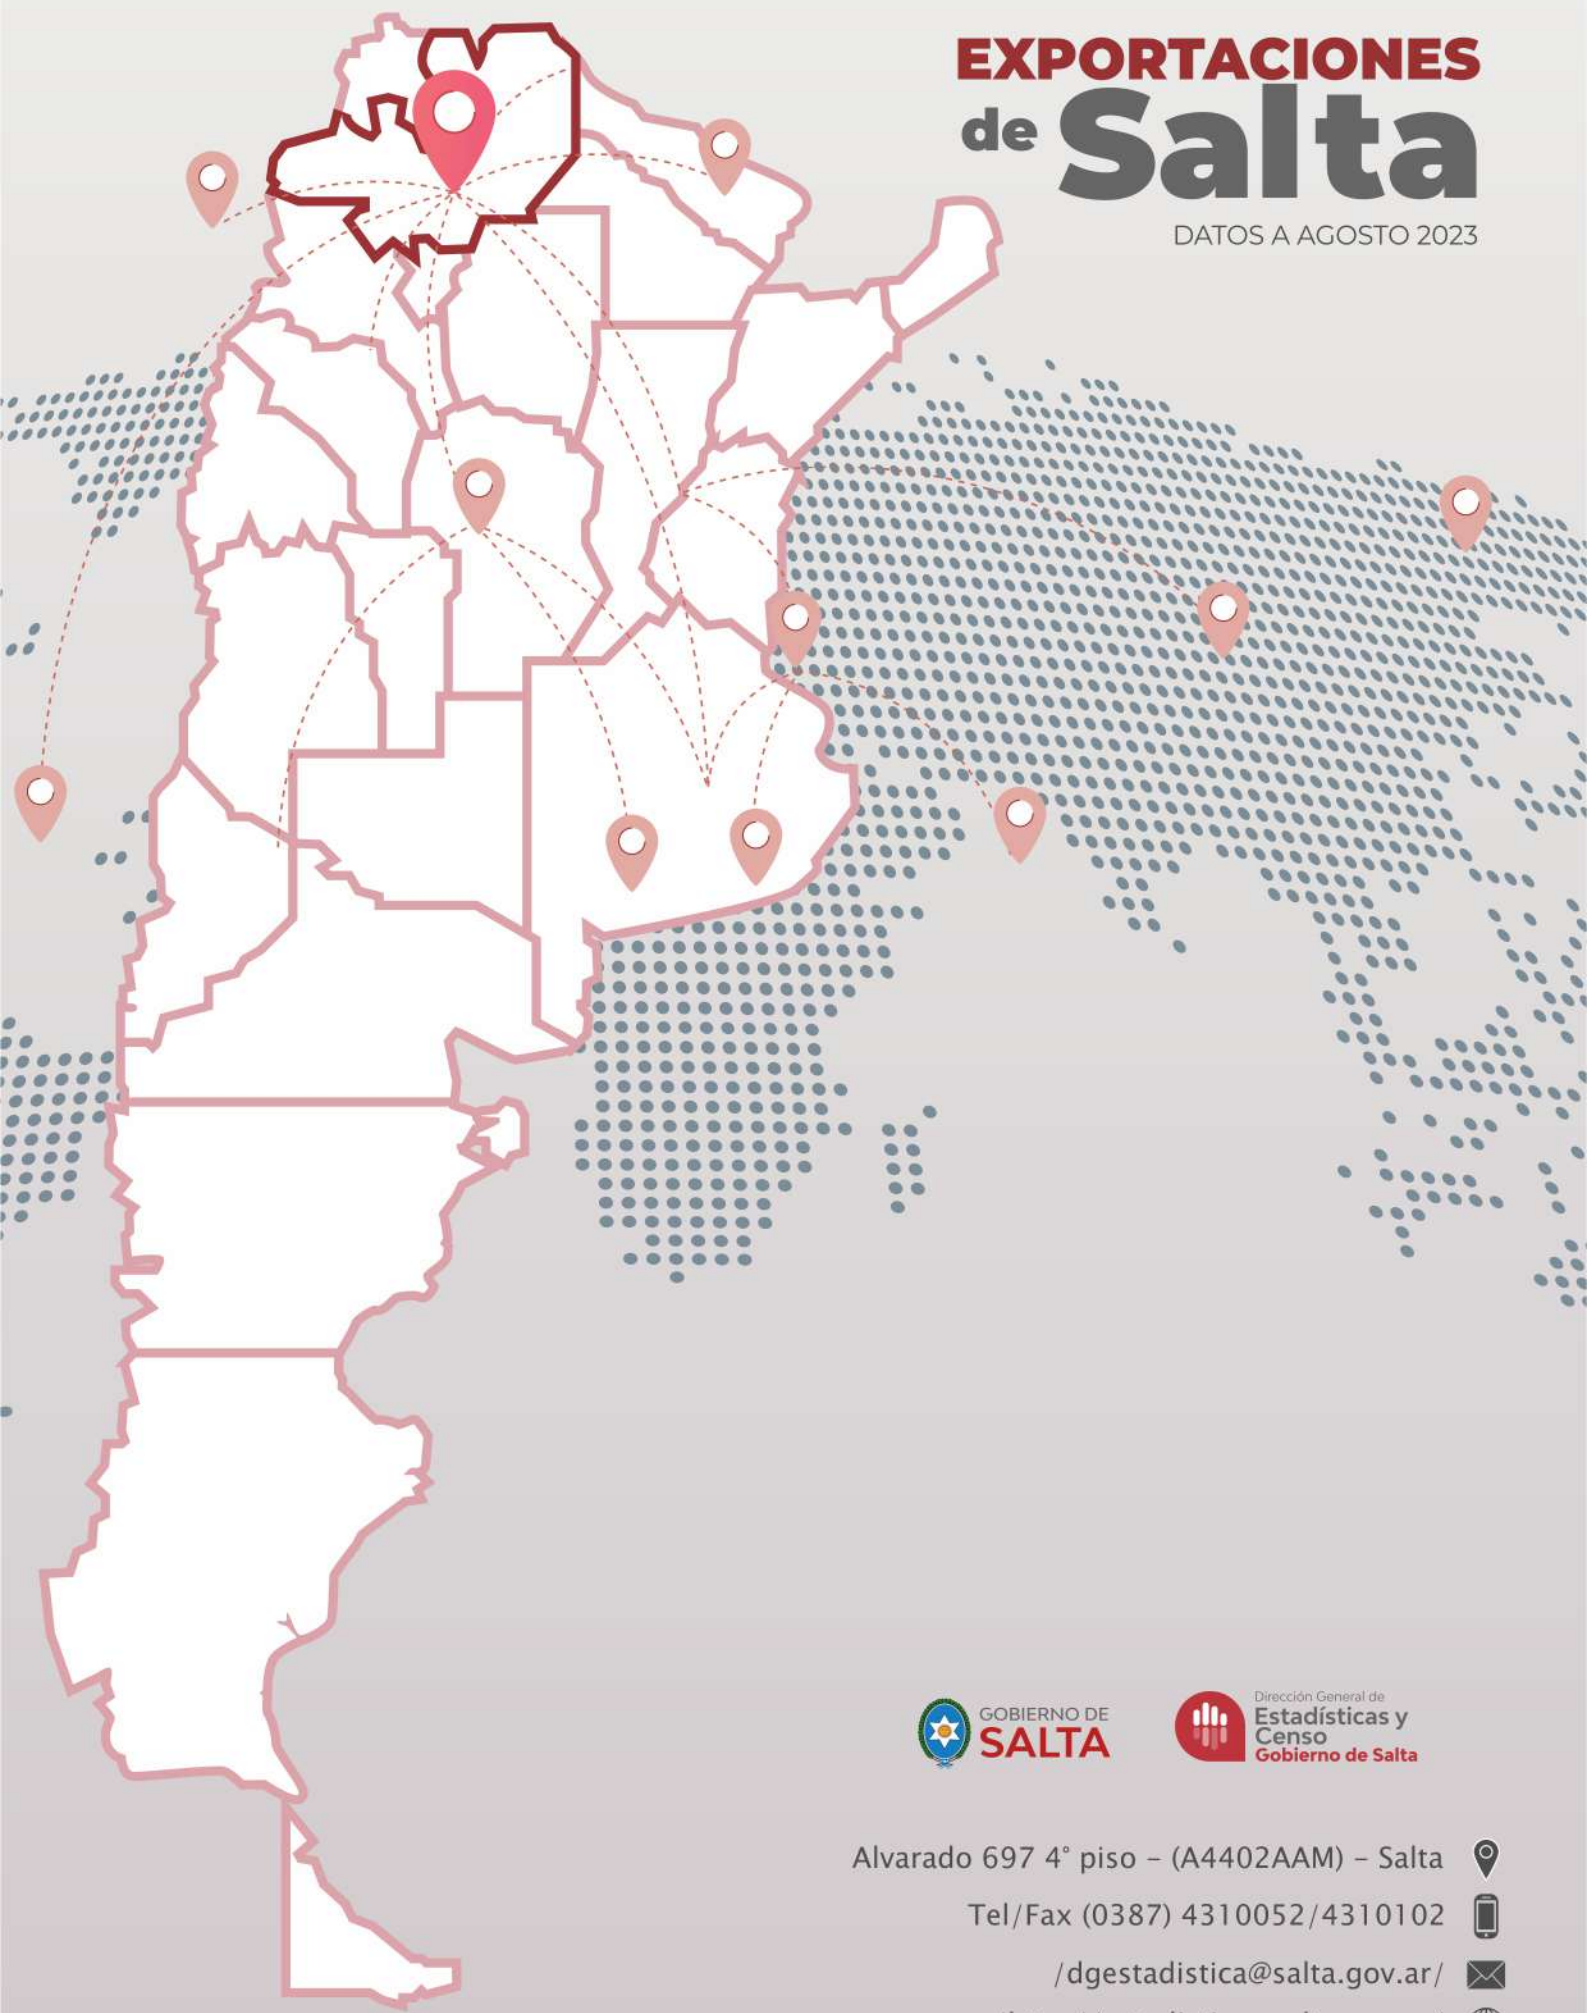 EXPORTACIONES
de Salta
DATOS A AGOSTO 2023
GOBIERNO DE
SALTA
Dirección General de
Estadísticas y
Censo
Gobierno de Salta
Alvarado 697 4° piso – (A4402AAM) – Salta
Tel/Fax (0387) 4310052/4310102
/dgestadistica@salta.gov.ar/